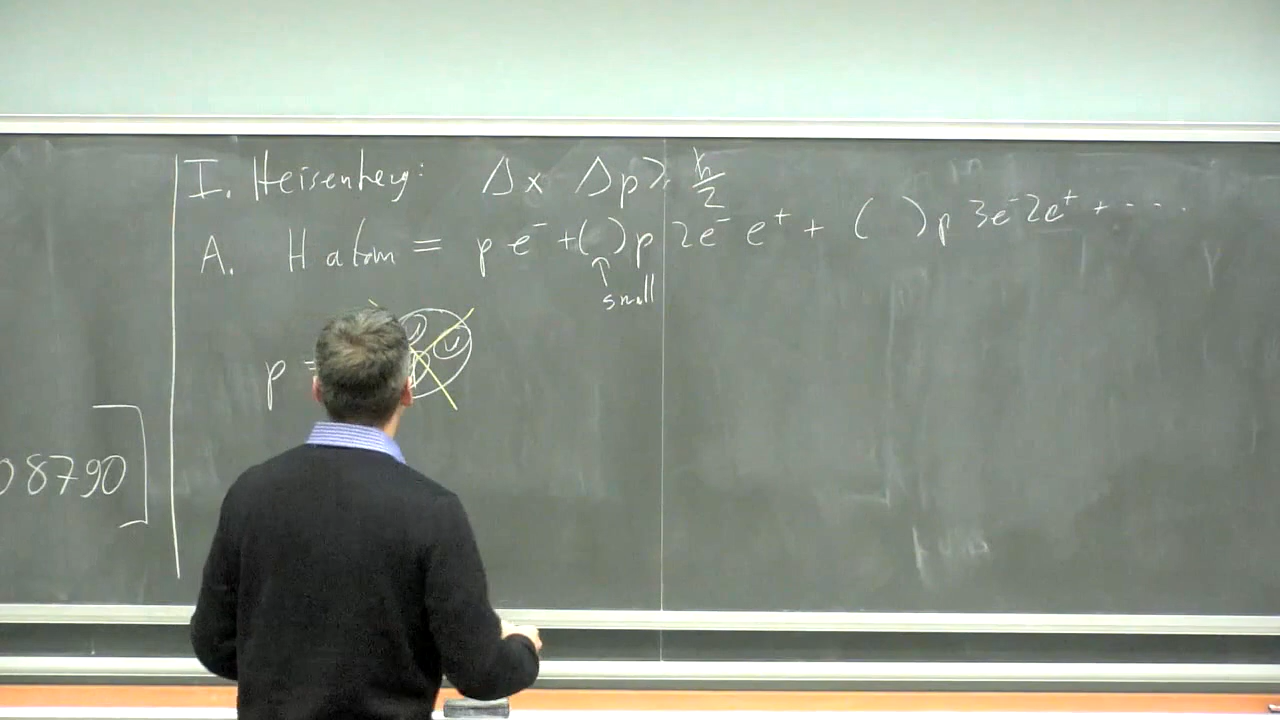 I. Heisenberg: Δx Δp ≥ ħ/2
A. H atom = p e⁻ + ( ) p 2e⁻ e⁺ + ( ) p 3e⁻ 2e⁺ + ....
↑
small
p =
u
08790]